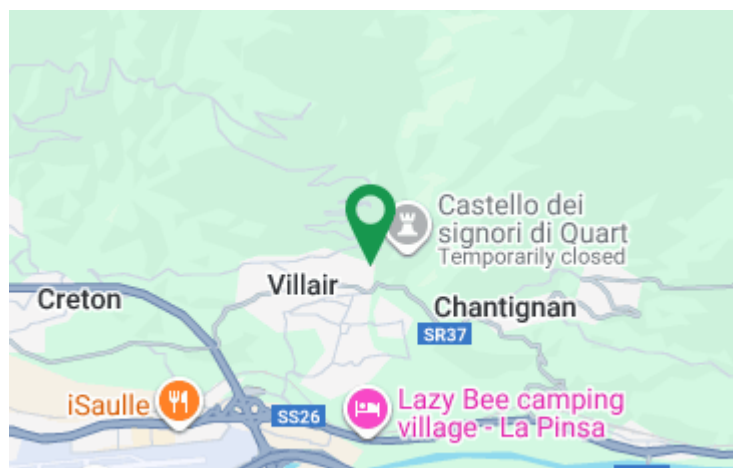 Castello dei
signori di Quart
Temporarily closed
Villair
Creton
Chantignan
SR37
iSaulle
SS26
Lazy Bee camping
village - La Pinsa